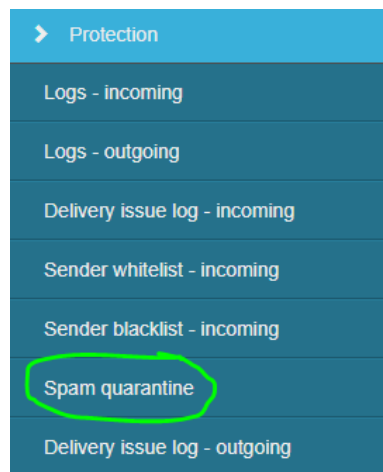 Protection
Logs - incoming
Logs - outgoing
Delivery issue log - incoming
Sender whitelist - incoming
Sender blacklist - incoming
Spam quarantine
Delivery issue log - outgoing